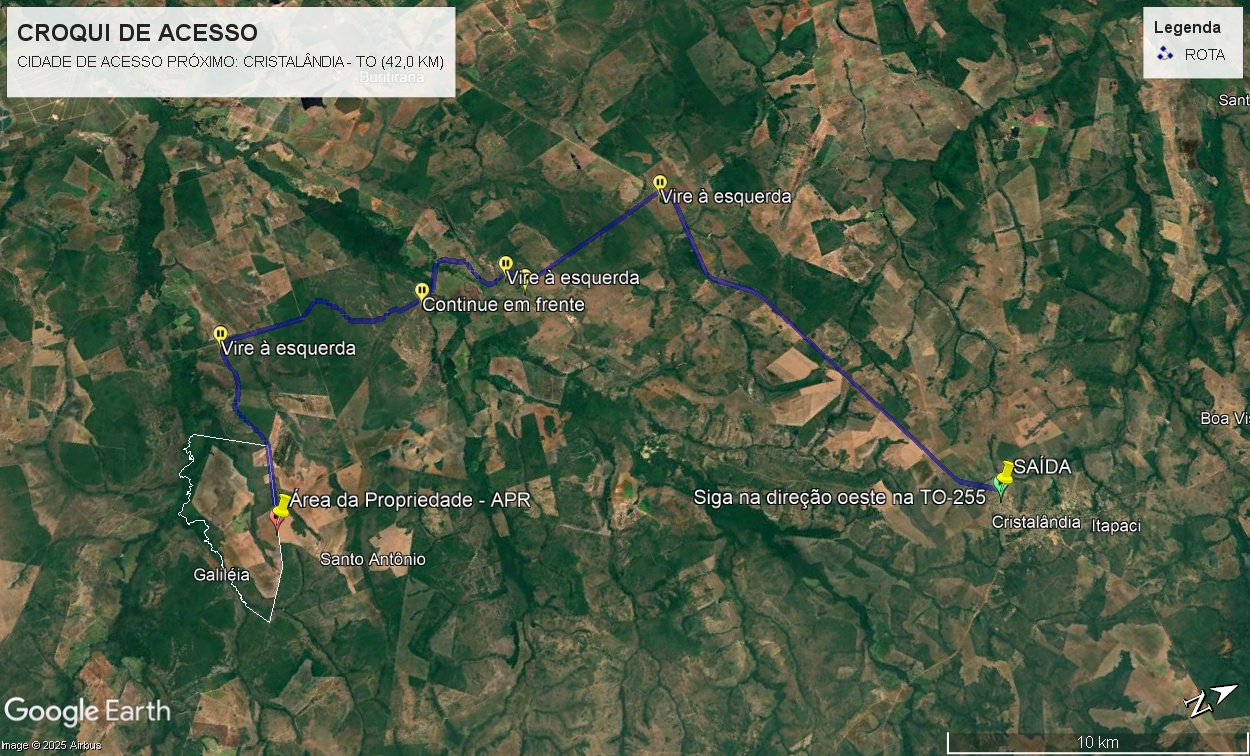 CROQUI DE ACESSO
CIDADE DE ACESSO PRÓXIMO: CRISTALÂNDIA - TO (42,0 KM)
Buritirana
Legenda
ROTA
Sant
Vire à esquerda
Vire à esquerda
Continue em frente
Vire à esquerda
Boa Vis
SAÍDA
Siga na direção oeste na TO-255
Área da Propriedade - APR
Cristalândia
Itapaci
Santo Antônio
Galiléia
N
Google Earth
Image © 2025 Airbus
10 km